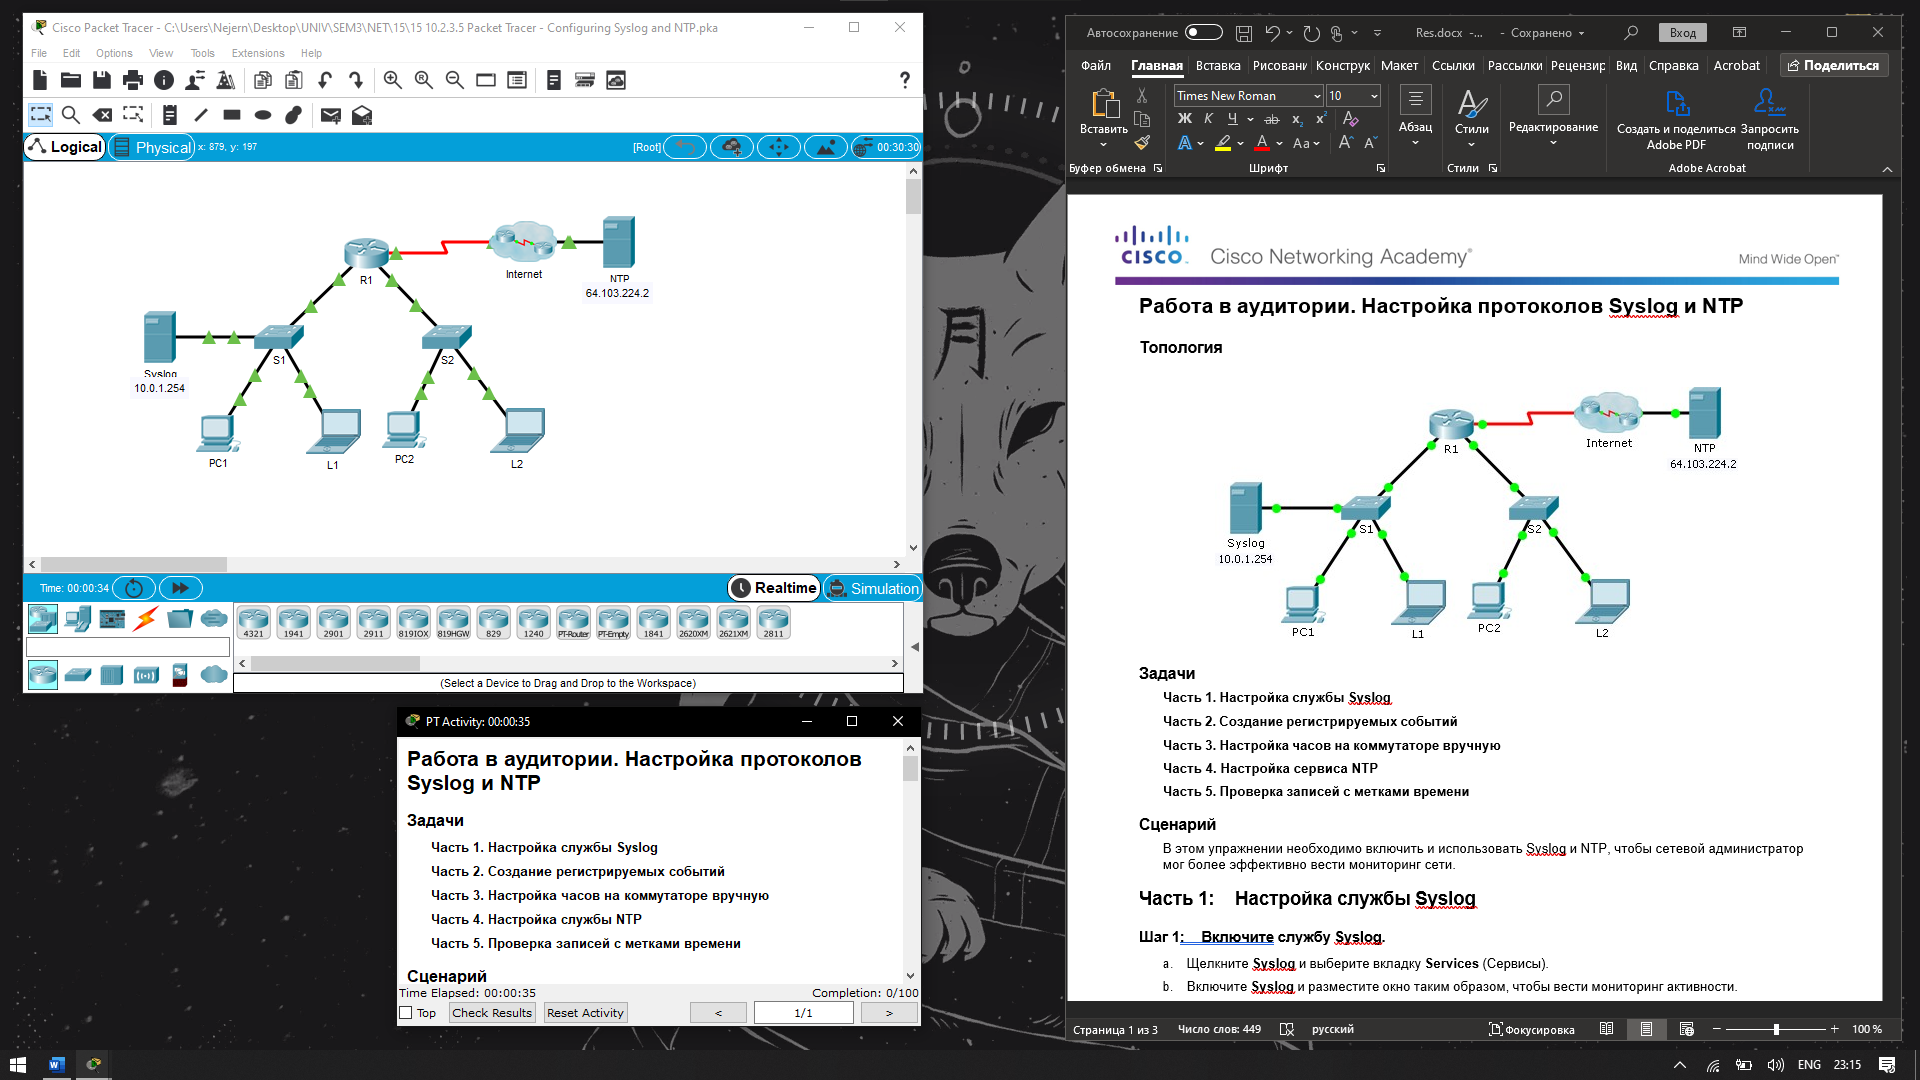 Cisco Packet Tracer - C:\Users\Nejern\Desktop\UNIV\SEM3\NET\15\15 10.2.3.5 Packet Tracer - Configuring Syslog and NTP.pka
File Edit Options View Tools Extensions Help
?
Logical Physical x: 879, y: 197 [Root] 00:30:30
R1
Internet
NTP
64.103.224.2
S1
S2
Syslog
10.0.1.254
PC1
L1
PC2
L2
Time: 00:00:34 Realtime Simulation
4321 1941 2901 2911 819IOX 819HGW 829 1240 PT-Router PT-Empty 1841 2620XM 2621XM 2811
(Select a Device to Drag and Drop to the Workspace)
PT Activity: 00:00:35
Работа в аудитории. Настройка протоколов
Syslog и NTP
Задачи
Часть 1. Настройка службы Syslog
Часть 2. Создание регистрируемых событий
Часть 3. Настройка часов на коммутаторе вручную
Часть 4. Настройка службы NTP
Часть 5. Проверка записей с метками времени
Сценарий
Time Elapsed: 00:00:35 Completion: 0/100
Top Check Results Reset Activity < 1/1 >
Автосохранение Res.docx -... - Сохранено Вход
Файл Главная Вставка Рисовани Конструк Макет Ссылки Рассылки Рецензир Вид Справка Acrobat Поделиться
Вставить
Times New Roman 10
Ж К Ч ab x₂ x²
A A Aa A A
Абзац
Стили
Редактирование
Создать и поделиться Adobe PDF
Запросить подписи
Буфер обмена Шрифт Стили Adobe Acrobat
CISCO Cisco Networking Academy® Mind Wide Open™
Работа в аудитории. Настройка протоколов Syslog и NTP
Топология
R1
Internet
NTP
64.103.224.2
S1
S2
Syslog
10.0.1.254
PC1
L1
PC2
L2
Задачи
Часть 1. Настройка службы Syslog
Часть 2. Создание регистрируемых событий
Часть 3. Настройка часов на коммутаторе вручную
Часть 4. Настройка сервиса NTP
Часть 5. Проверка записей с метками времени
Сценарий
В этом упражнении необходимо включить и использовать Syslog и NTP, чтобы сетевой администратор
мог более эффективно вести мониторинг сети.
Часть 1: Настройка службы Syslog
Шаг 1: Включите службу Syslog.
a. Щелкните Syslog и выберите вкладку Services (Сервисы).
b. Включите Syslog и разместите окно таким образом, чтобы вести мониторинг активности.
Страница 1 из 3 Число слов: 449 русский Фокусировка 100 %
月
ENG 23:15